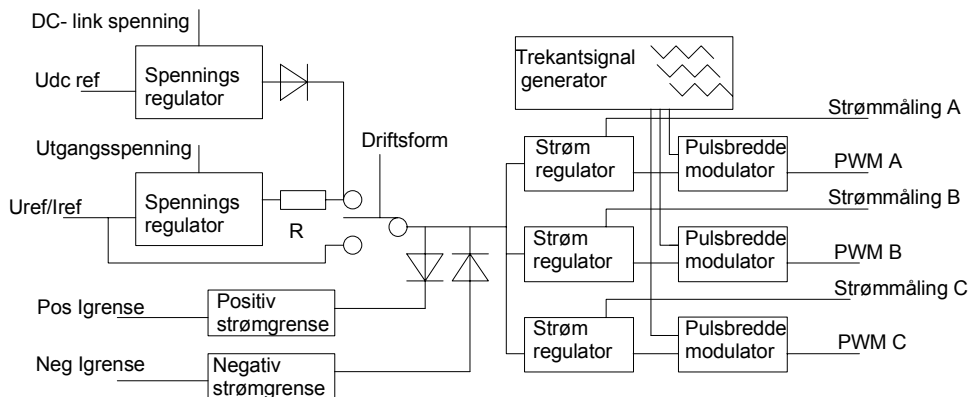 DC- link spenning
Udc ref
Spennings
regulator
Utgangsspenning
Uref/Iref
Spennings
regulator
R
Driftsform
Pos Igrense
Positiv
strømgrense
Neg Igrense
Negativ
strømgrense
Trekantsignal
generator
Strøm
regulator
Pulsbredde
modulator
Strømmåling A
PWM A
Strøm
regulator
Pulsbredde
modulator
Strømmåling B
PWM B
Strøm
regulator
Pulsbredde
modulator
Strømmåling C
PWM C